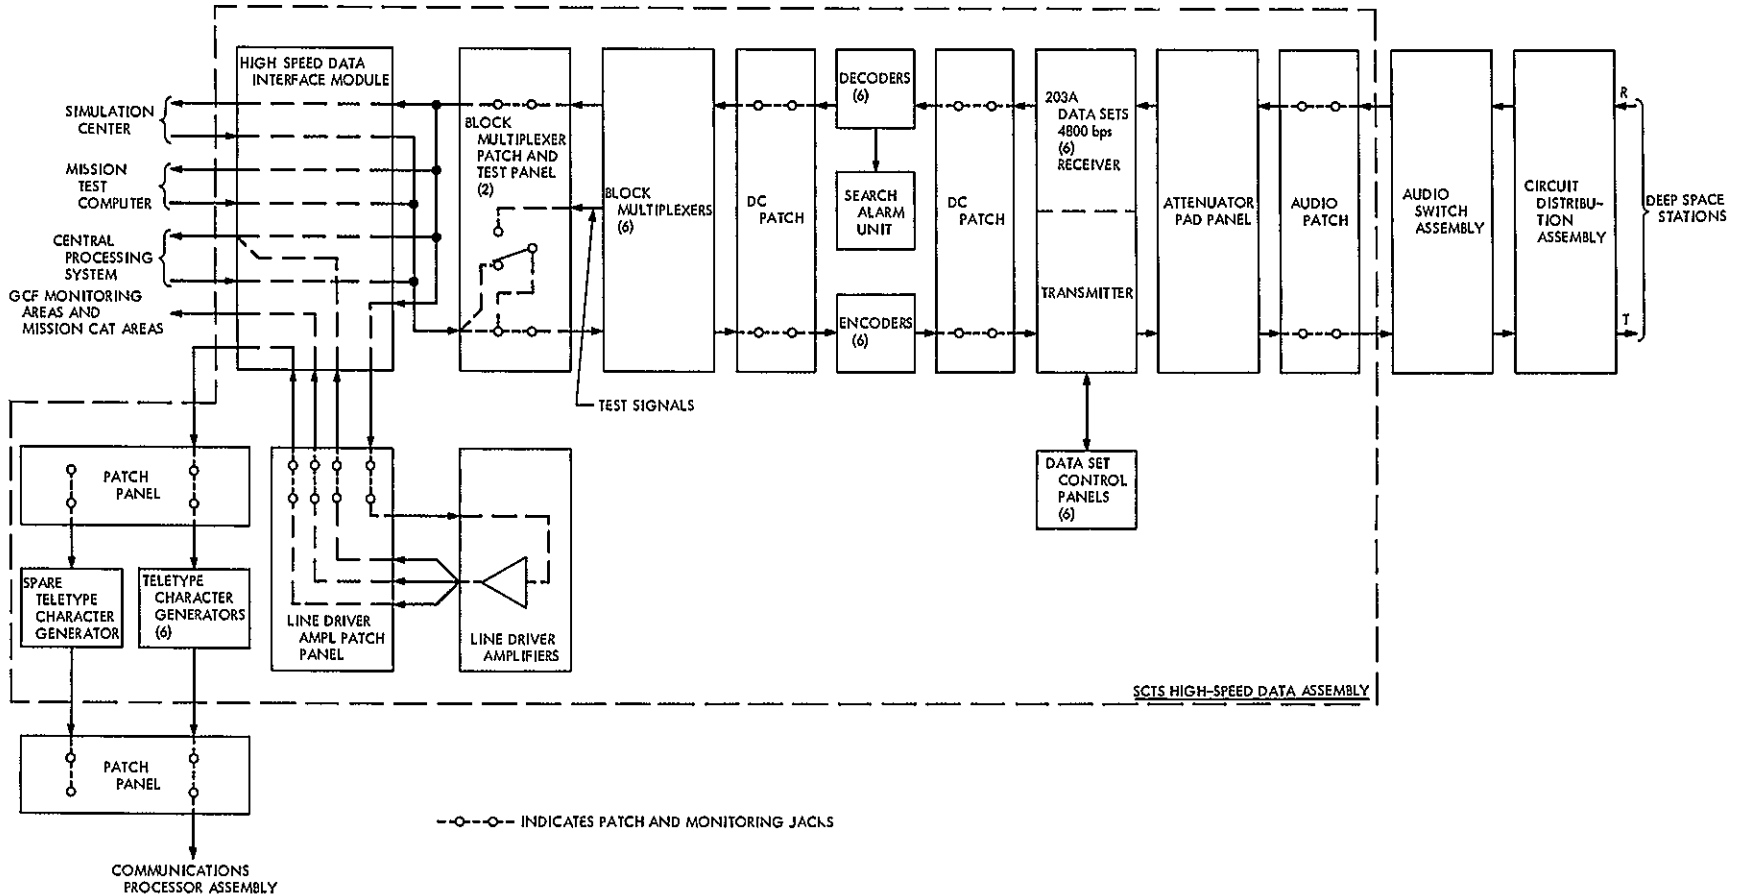 HIGH SPEED DATA
INTERFACE MODULE
SIMULATION
CENTER
MISSION
TEST
COMPUTER
CENTRAL
PROCESSING
SYSTEM
GCF MONITORING
AREAS AND
MISSION CAT AREAS
BLOCK
MULTIPLEXER
PATCH AND
TEST PANEL
(2)
BLOCK
MULTIPLEXERS
(6)
TEST SIGNALS
DC
PATCH
DECODERS
(6)
SEARCH
ALARM
UNIT
ENCODERS
(6)
DC
PATCH
203A
DATA SETS
4800 bps
(6)
RECEIVER
TRANSMITTER
ATTENUATOR
PAD PANEL
AUDIO
PATCH
AUDIO
SWITCH
ASSEMBLY
CIRCUIT
DISTRIBU-
TION
ASSEMBLY
R
T
DEEP SPACE
STATIONS
DATA SET
CONTROL
PANELS
(6)
PATCH
PANEL
SPARE
TELETYPE
CHARACTER
GENERATOR
TELETYPE
CHARACTER
GENERATORS
(6)
LINE DRIVER
AMPL PATCH
PANEL
LINE DRIVER
AMPLIFIERS
SCTS HIGH-SPEED DATA ASSEMBLY
PATCH
PANEL
INDICATES PATCH AND MONITORING JACKS
COMMUNICATIONS
PROCESSOR ASSEMBLY